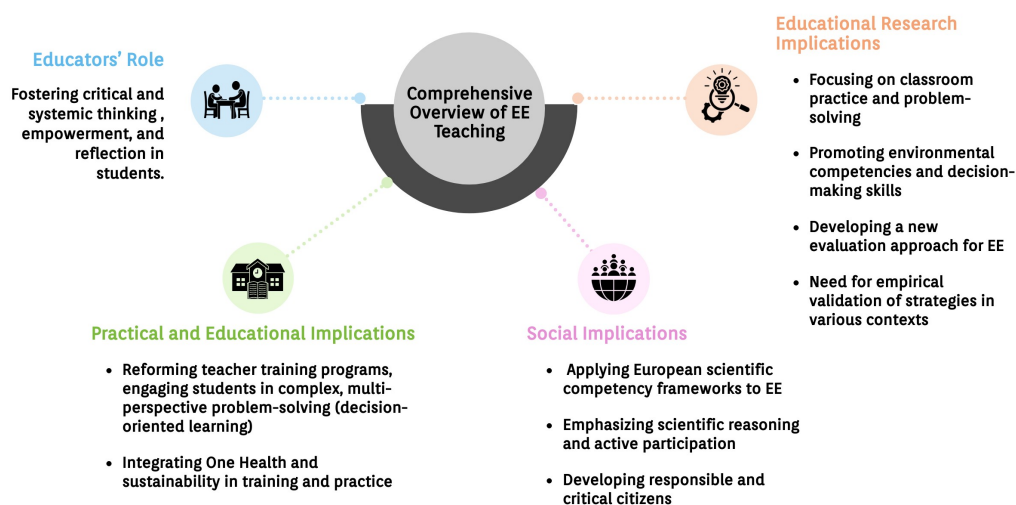 Comprehensive
Overview of EE
Teaching
Educators' Role
Fostering critical and
systemic thinking ,
empowerment, and
reflection in
students.
Educational Research
Implications
• Focusing on classroom
practice and problem-
solving
• Promoting environmental
competencies and decision-
making skills
• Developing a new
evaluation approach for EE
• Need for empirical
validation of strategies in
various contexts
Practical and Educational Implications
• Reforming teacher training programs,
engaging students in complex, multi-
perspective problem-solving (decision-
oriented learning)
• Integrating One Health and
sustainability in training and practice
Social Implications
• Applying European scientific
competency frameworks to EE
• Emphasizing scientific reasoning
and active participation
• Developing responsible and
critical citizens